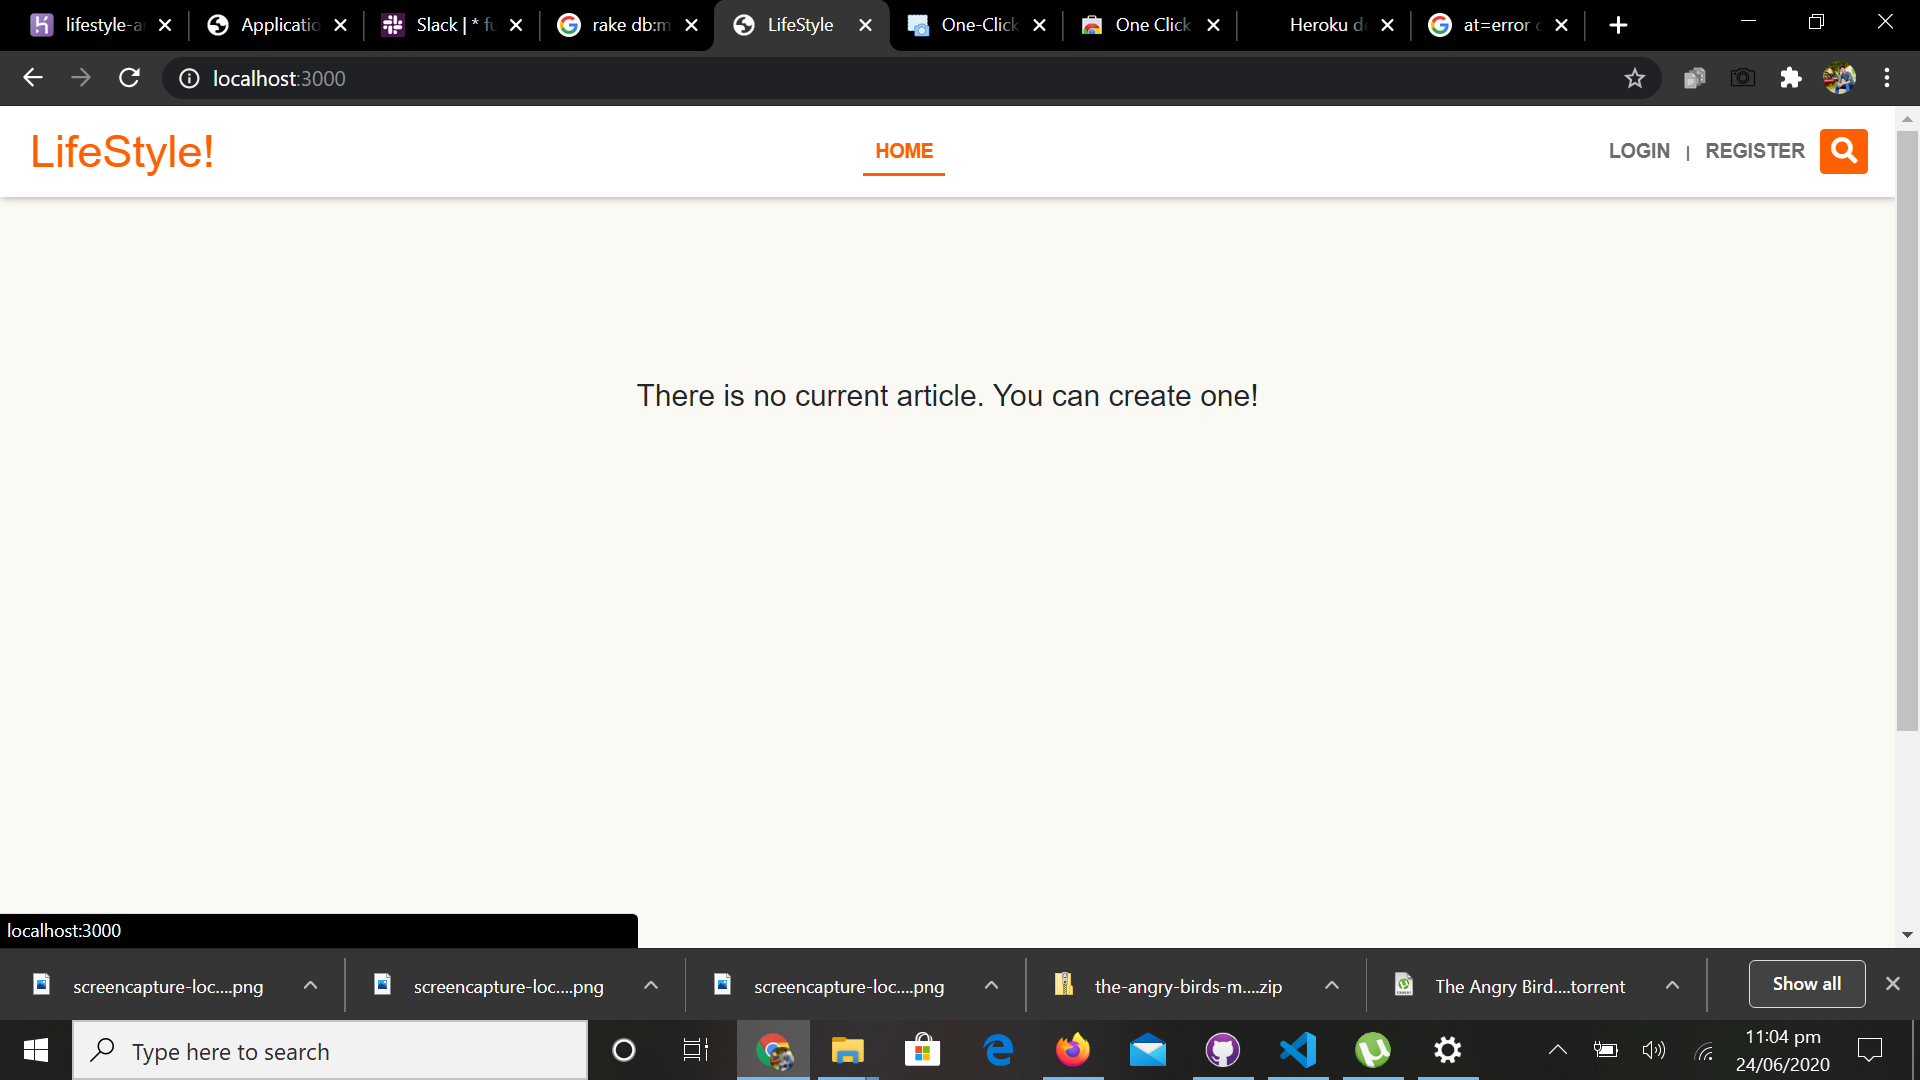 lifestyle-a
Applicatio
Slack | * fu
rake db:m
LifeStyle
One-Click
One Click
Heroku d
at=error c
localhost:3000
LifeStyle!
HOME
LOGIN | REGISTER
There is no current article. You can create one!
localhost:3000
screencapture-loc....png
screencapture-loc....png
screencapture-loc....png
the-angry-birds-m....zip
The Angry Bird....torrent
Show all
Type here to search
11:04 pm
24/06/2020